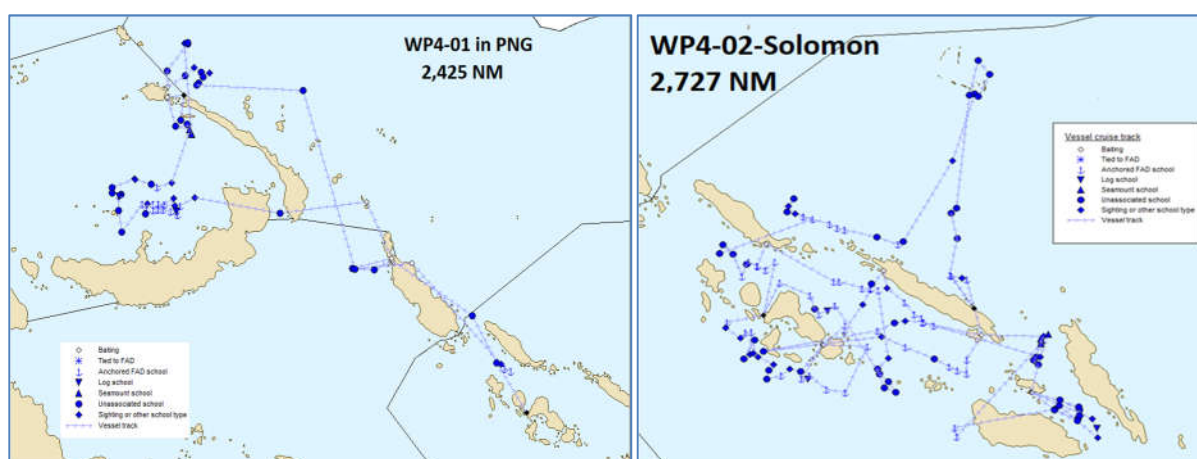 WP4-01 in PNG
2,425 NM
Baiting
Tied to FAD
Anchored FAD school
Log school
Seamount school
Unassociated school
Sighting or other school type
Vessel track
WP4-02-Solomon
2,727 NM
Vessel cruise track
Baiting
Tied to FAD
Anchored FAD school
Log school
Seamount school
Unassociated school
Sighting or other school type
Vessel track